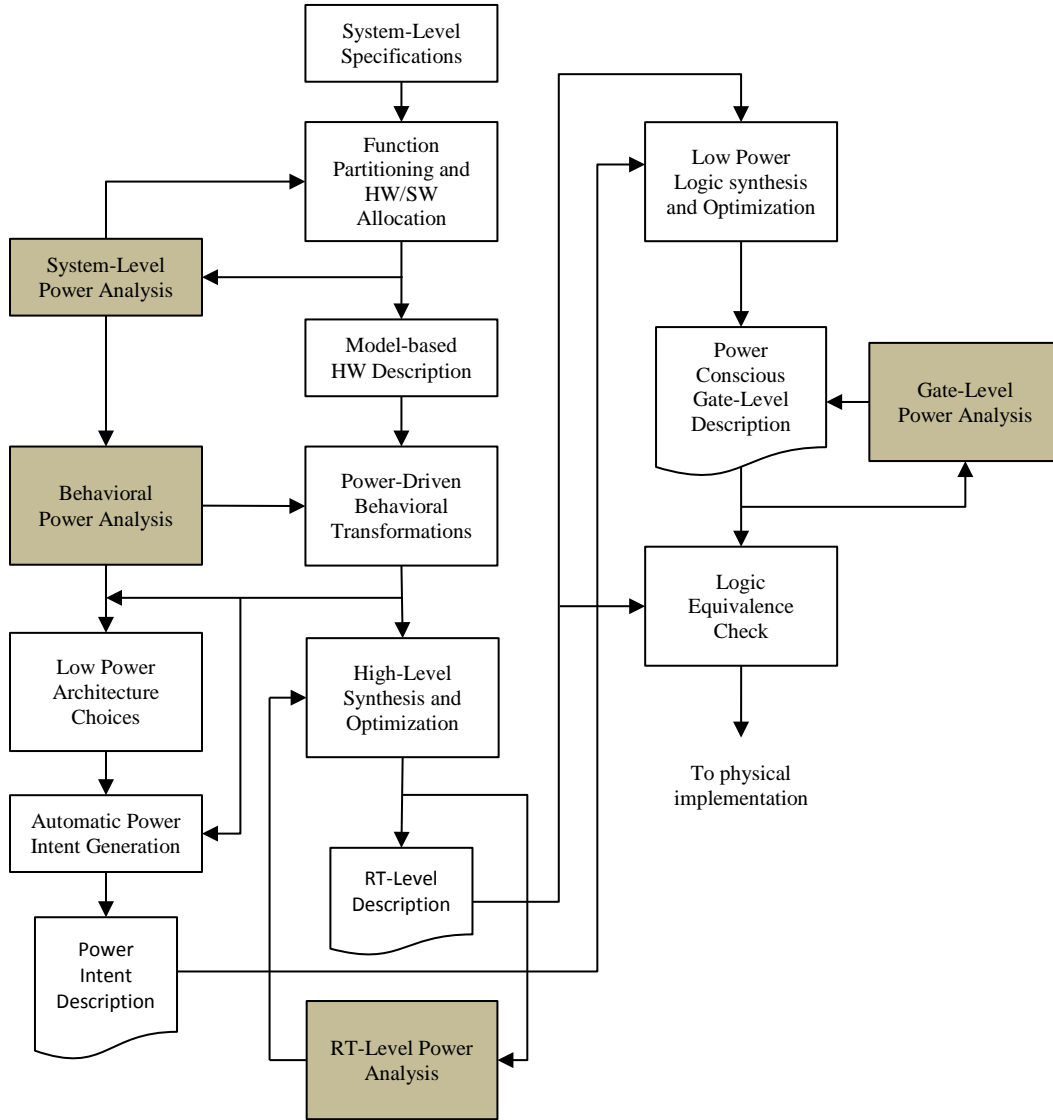 System-Level
Specifications
Function
Partitioning and
HW/SW
Allocation
System-Level
Power Analysis
Model-based
HW Description
Behavioral
Power Analysis
Power-Driven
Behavioral
Transformations
Low Power
Architecture
Choices
High-Level
Synthesis and
Optimization
Automatic Power
Intent Generation
RT-Level
Description
Power
Intent
Description
RT-Level Power
Analysis
Low Power
Logic synthesis
and Optimization
Power
Conscious
Gate-Level
Description
Gate-Level
Power Analysis
Logic
Equivalence
Check
To physical
implementation